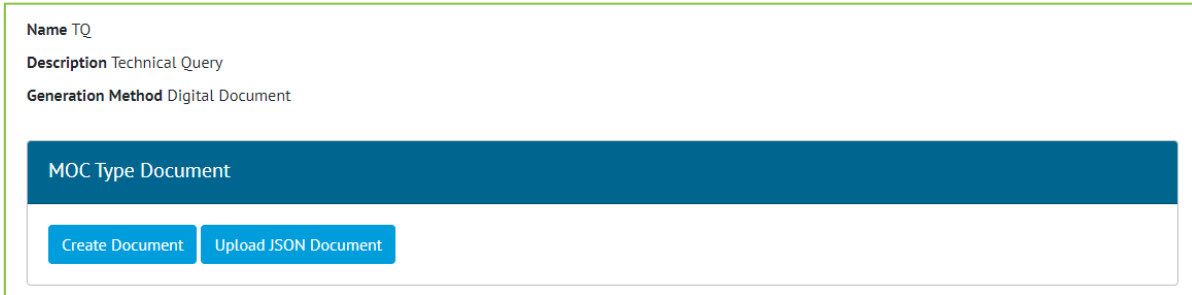 Name TQ
Description Technical Query
Generation Method Digital Document
MOC Type Document
Create Document Upload JSON Document